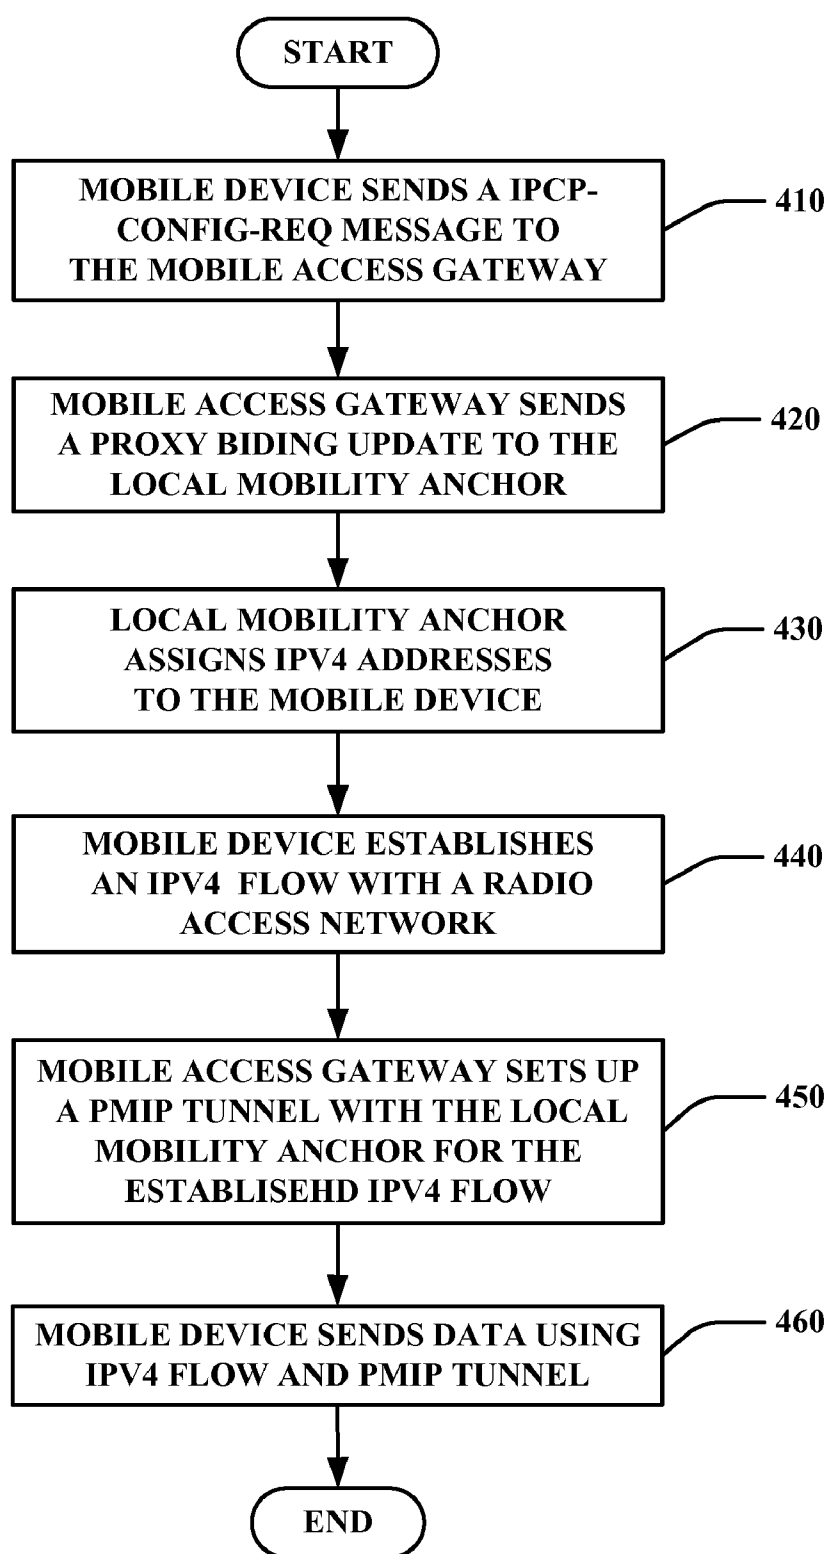 START
MOBILE DEVICE SENDS A IPCP-
CONFIG-REQ MESSAGE TO
THE MOBILE ACCESS GATEWAY
410
MOBILE ACCESS GATEWAY SENDS
A PROXY BIDING UPDATE TO THE
LOCAL MOBILITY ANCHOR
420
LOCAL MOBILITY ANCHOR
ASSIGNS IPV4 ADDRESSES
TO THE MOBILE DEVICE
430
MOBILE DEVICE ESTABLISHES
AN IPV4 FLOW WITH A RADIO
ACCESS NETWORK
440
MOBILE ACCESS GATEWAY SETS UP
A PMIP TUNNEL WITH THE LOCAL
MOBILITY ANCHOR FOR THE
ESTABLISEHD IPV4 FLOW
450
MOBILE DEVICE SENDS DATA USING
IPV4 FLOW AND PMIP TUNNEL
460
END